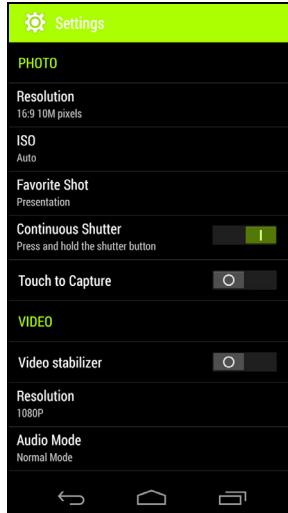 Settings
PHOTO
Resolution
16:9 10M pixels
ISO
Auto
Favorite Shot
Presentation
Continuous Shutter
Press and hold the shutter button
Touch to Capture
VIDEO
Video stabilizer
Resolution
1080P
Audio Mode
Normal Mode